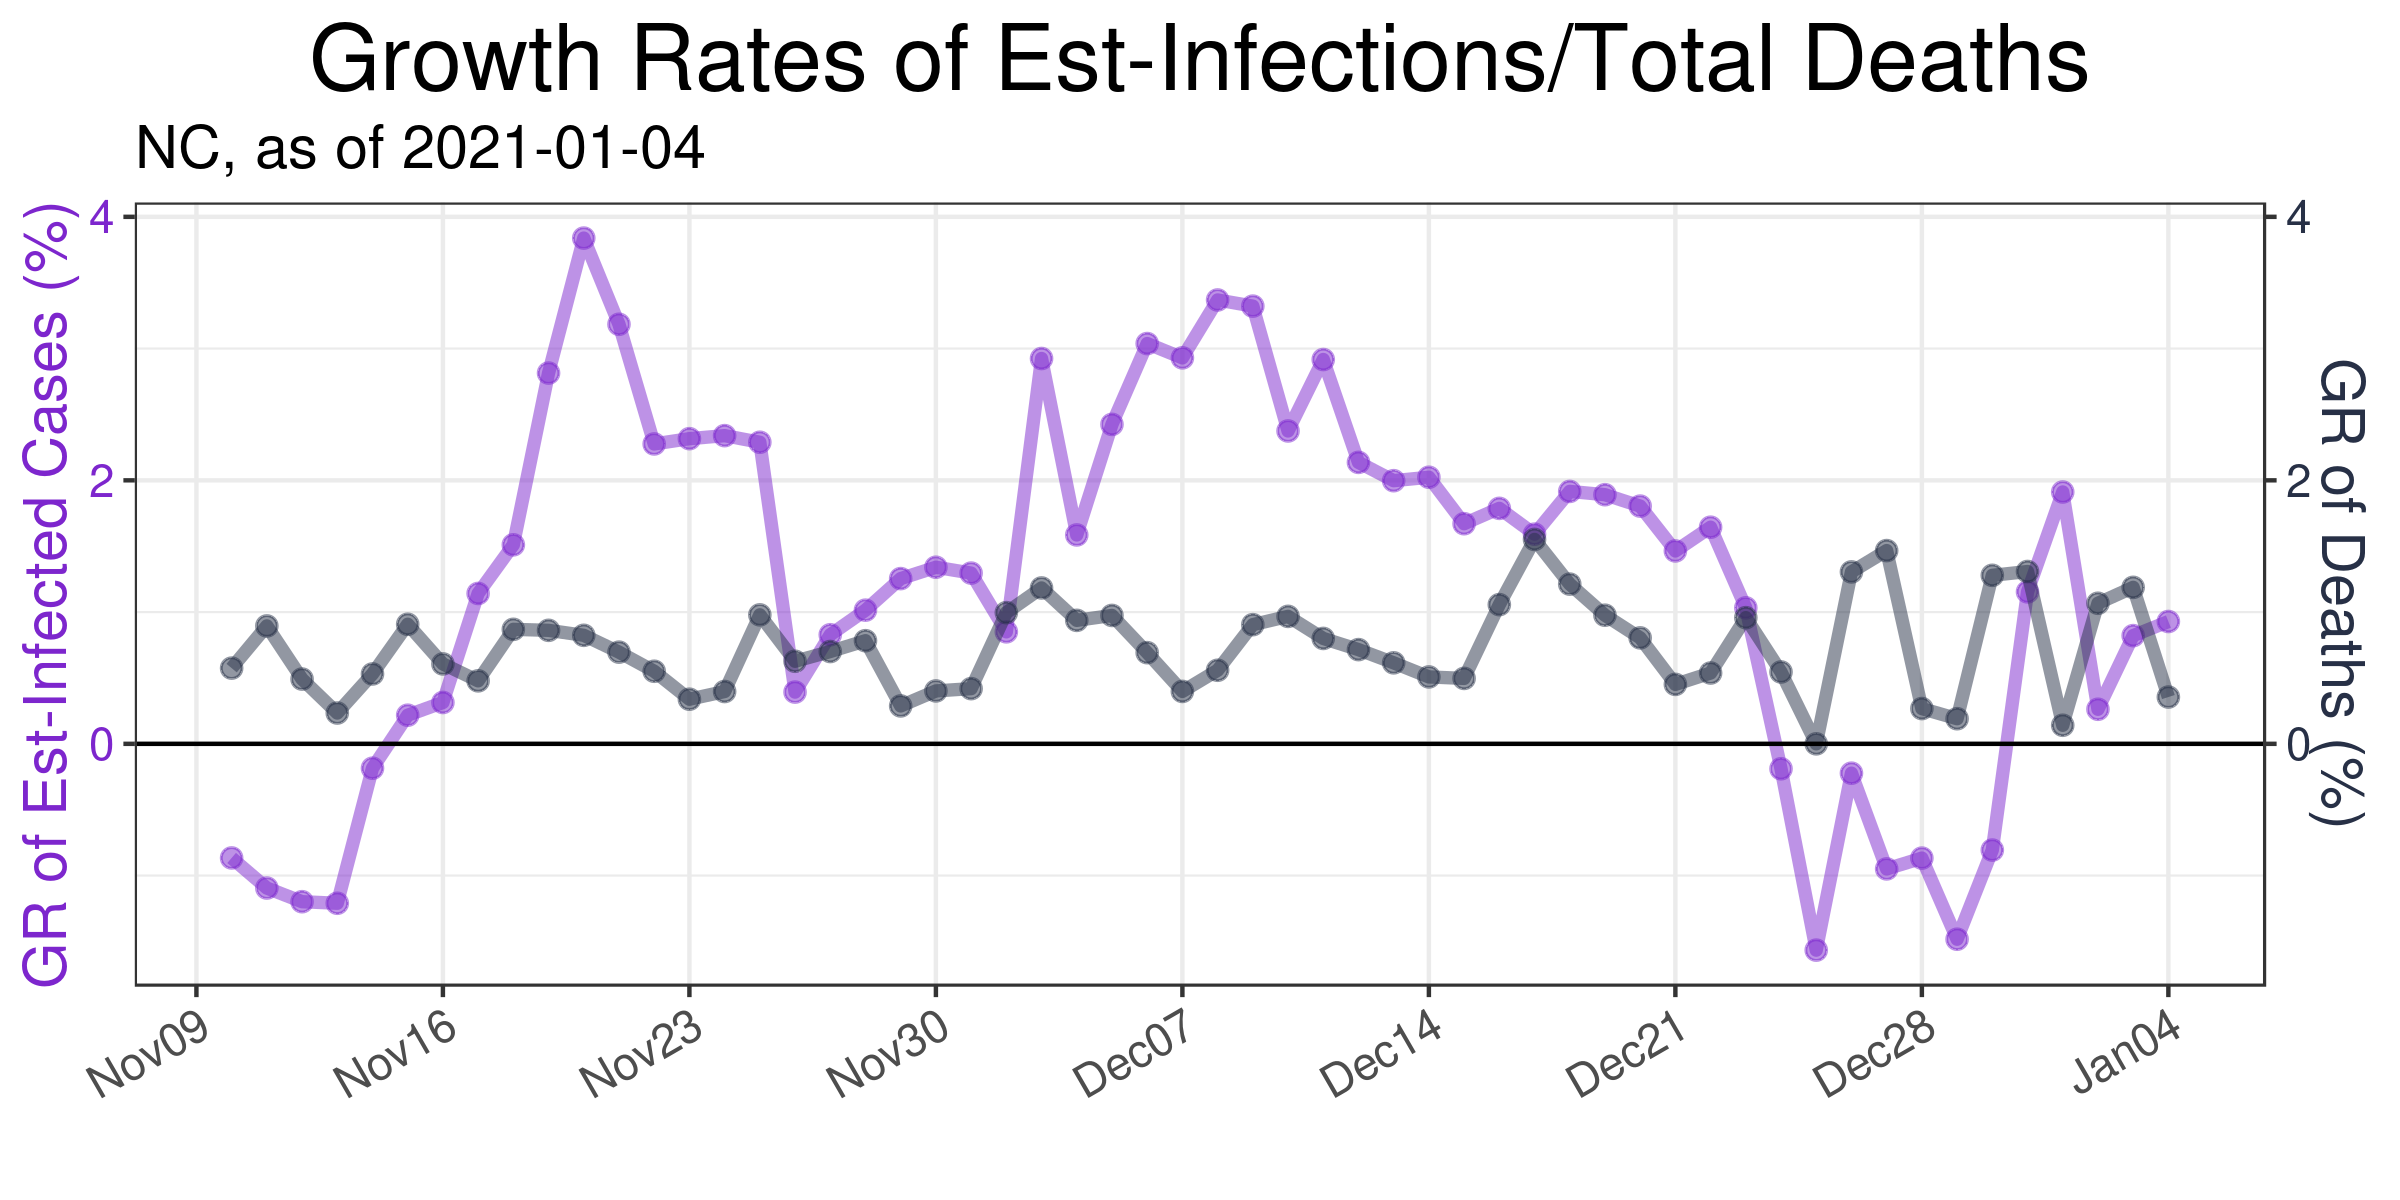 Growth Rates of Est-Infections/Total Deaths
NC, as of 2021-01-04
GR of Est-Infected Cases (%)
4
2
0
4
2
0
GR of Deaths (%)
Nov09
Nov16
Nov23
Nov30
Dec07
Dec14
Dec21
Dec28
Jan04